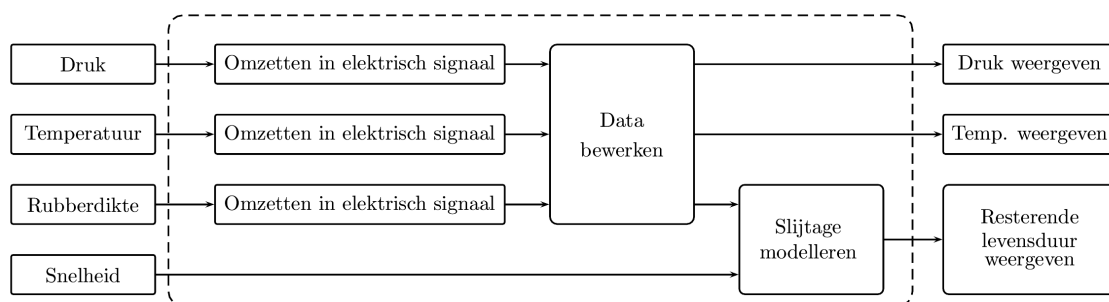 Druk
Omzetten in elektrisch signaal
Druk weergeven
Temperatuur
Omzetten in elektrisch signaal
Data
bewerken
Temp. weergeven
Rubberdikte
Omzetten in elektrisch signaal
Slijtage
modelleren
Resterende
levensduur
weergeven
Snelheid